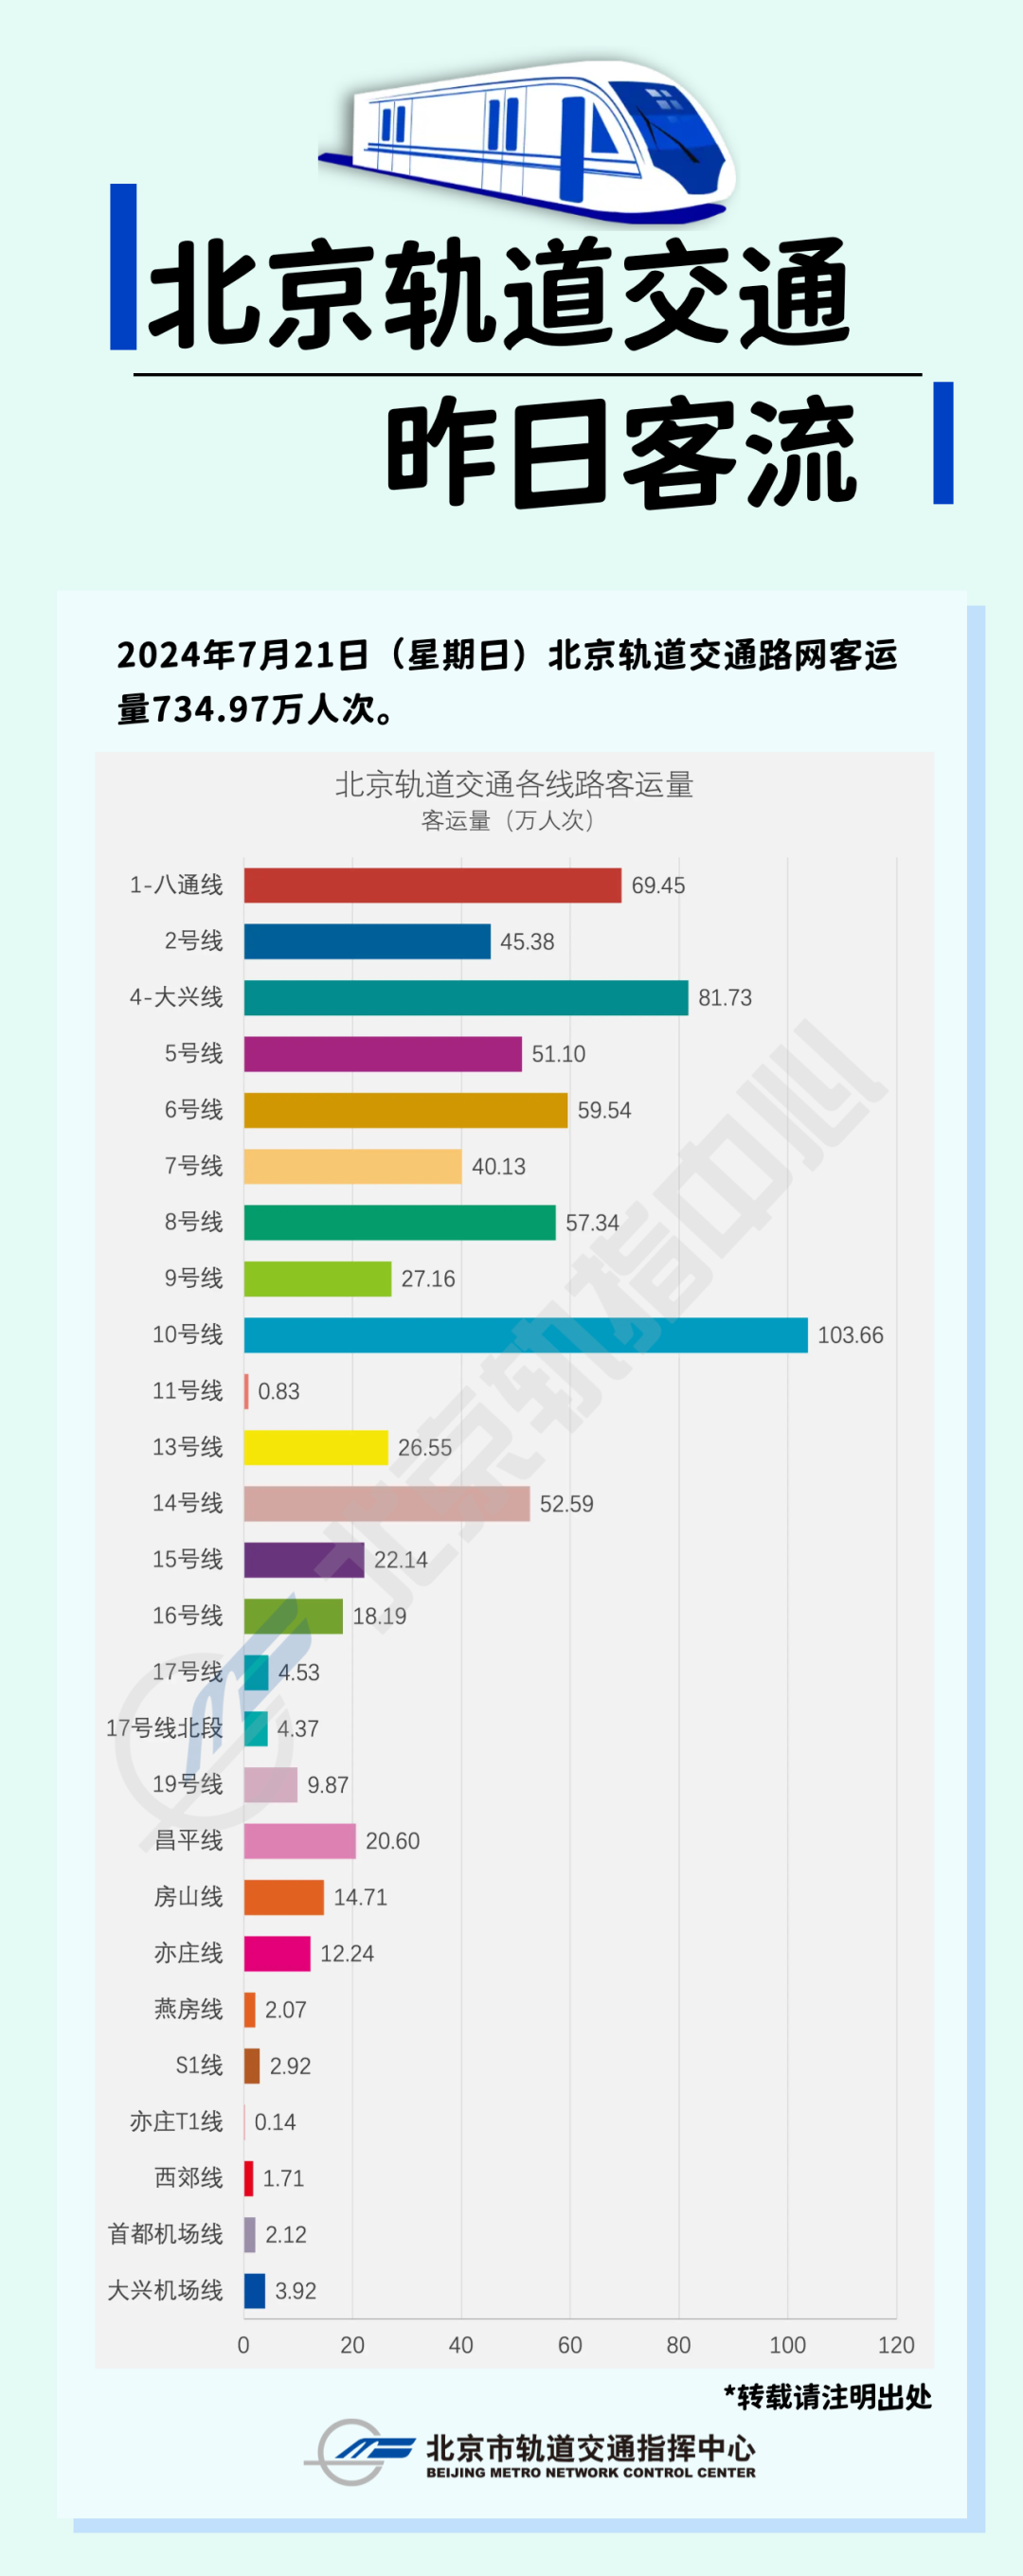 北京轨道交通
昨日客流
2024年7月21日（星期日）北京轨道交通路网客运
量734.97万人次。
北京轨道交通各线路客运量
客运量（万人次）
1-八通线 69.45
2号线 45.38
4-大兴线 81.73
5号线 51.10
6号线 59.54
7号线 40.13
8号线 57.34
9号线 27.16
10号线 103.66
11号线 0.83
13号线 26.55
14号线 52.59
15号线 22.14
16号线 18.19
17号线 4.53
17号线北段 4.37
19号线 9.87
昌平线 20.60
房山线 14.71
亦庄线 12.24
燕房线 2.07
S1线 2.92
亦庄T1线 0.14
西郊线 1.71
首都机场线 2.12
大兴机场线 3.92
0 20 40 60 80 100 120
北京轨指中心
*转载请注明出处
北京市轨道交通指挥中心
BEIJING METRO NETWORK CONTROL CENTER